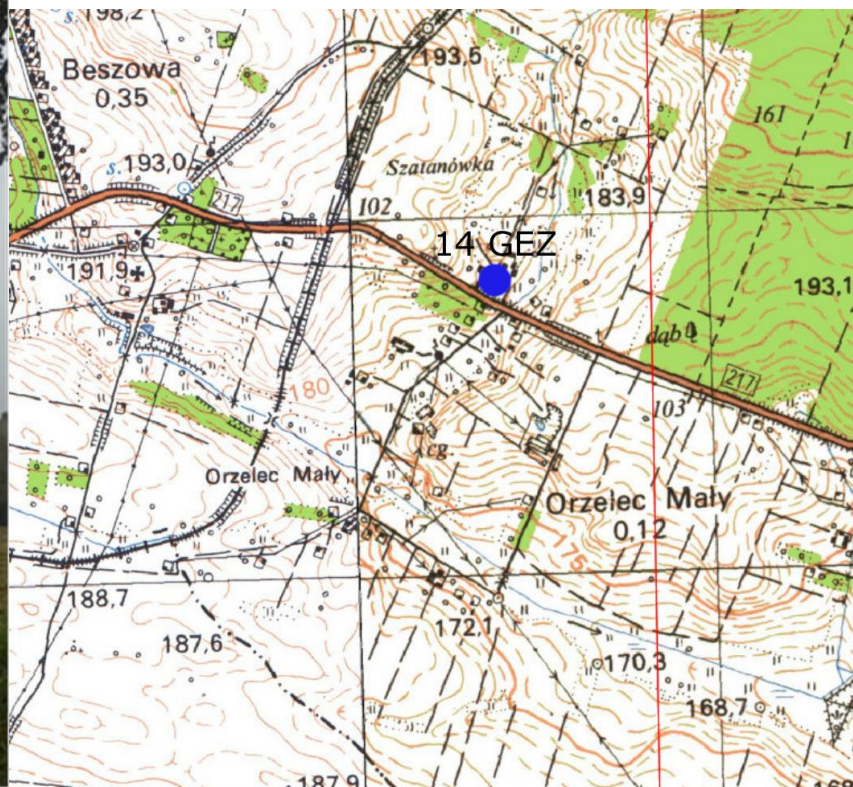 198,2
s.
193,5
Beszowa
0,35
161
s. 193,0
Szatanówka
183,9
217
102
14 GEZ
191,9
193,1
dąb
180
217
103
cg
Orzelec Mały
Orzelec Mały
0,12
175
188,7
172,1
187,6
170,3
168,7
187,9
168